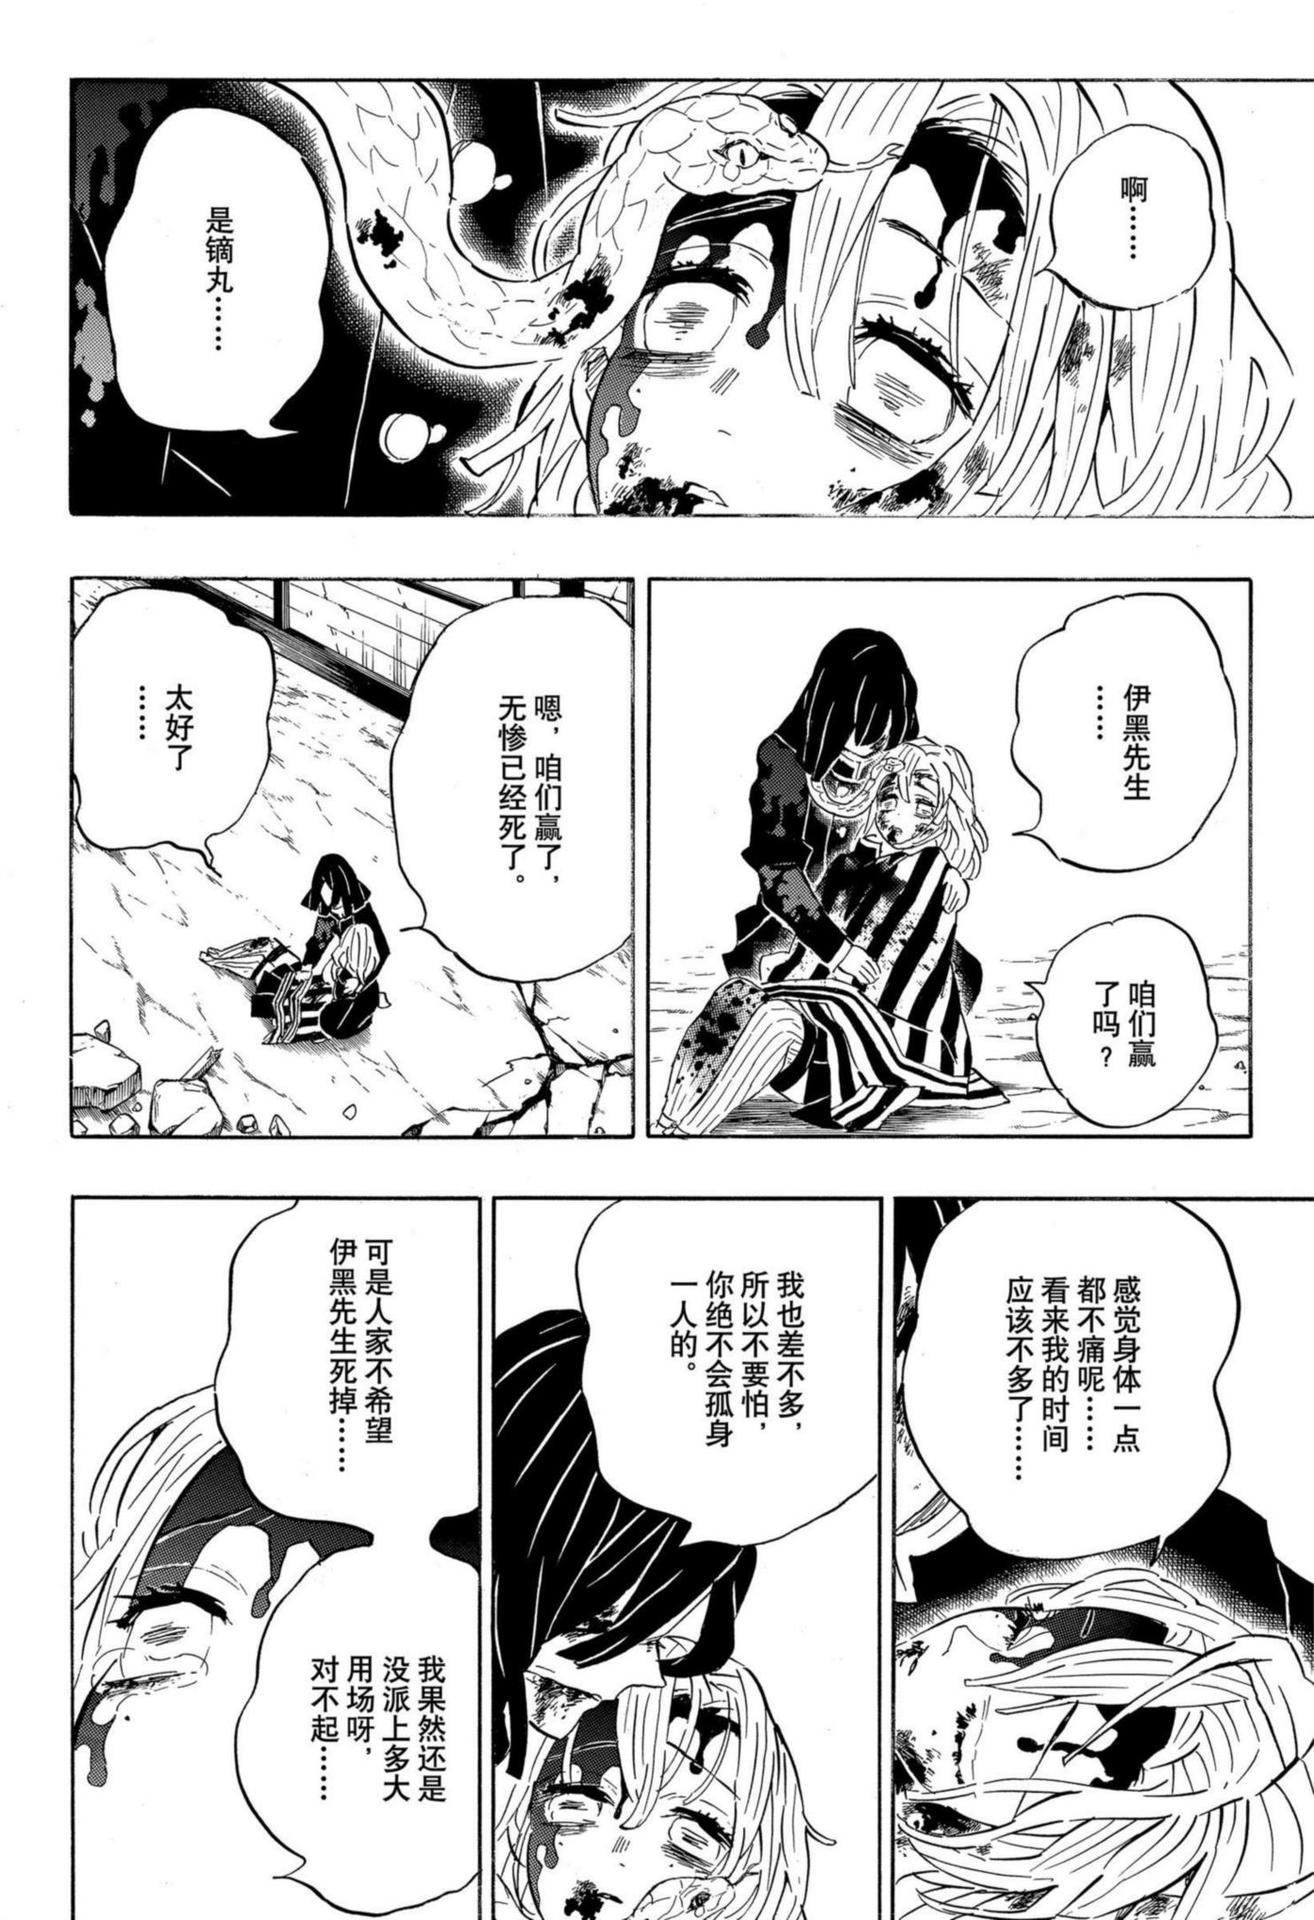 啊
……
是镝丸……
伊黑先生
……
咱们赢
了吗？
嗯，咱们赢了，
无惨已经死了。
太好了
……
感觉身体一点
都不痛呢……
看来我的时间
应该不多了……
我也差不多，
所以不要怕，
你绝不会孤身
一人的。
可是人家不希望
伊黑先生死掉……
我果然还是
没派上多大
用场呀，
对不起……